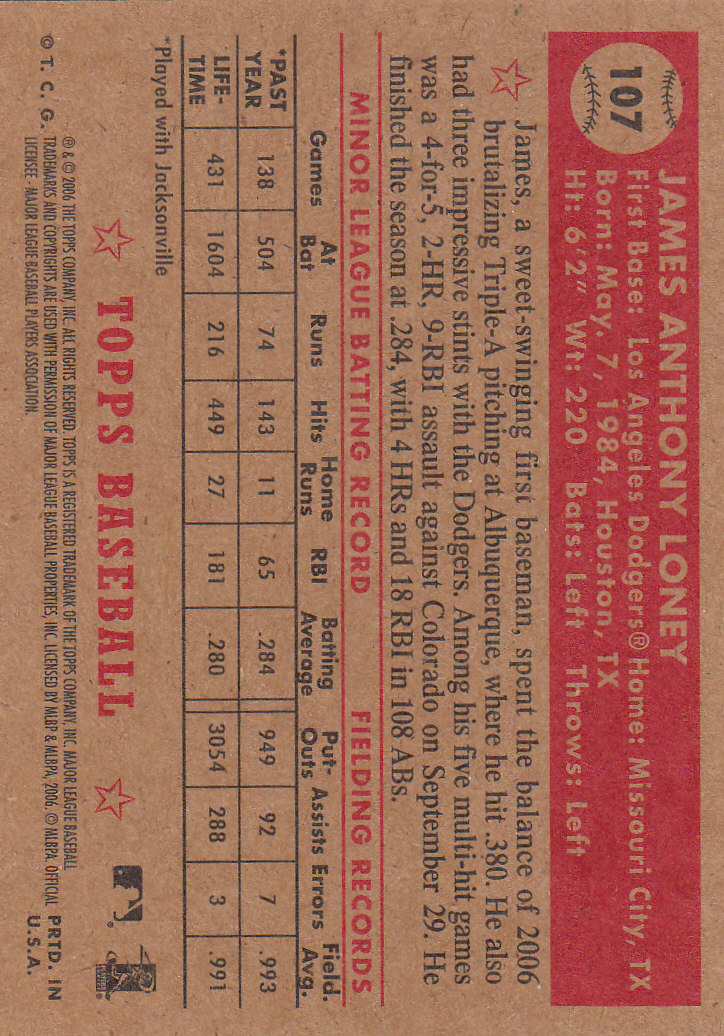 107
JAMES ANTHONY LONEY
First Base: Los Angeles Dodgers® Home: Missouri City, TX
Born: May. 7, 1984, Houston, TX
Ht: 6'2" Wt: 220 Bats: Left Throws: Left
James, a sweet-swinging first baseman, spent the balance of 2006
brutalizing Triple-A pitching at Albuquerque, where he hit .380. He also
had three impressive stints with the Dodgers. Among his five multi-hit games
was a 4-for-5, 2-HR, 9-RBI assault against Colorado on September 29. He
finished the season at .284, with 4 HRs and 18 RBI in 108 ABs.
MINOR LEAGUE BATTING RECORD FIELDING RECORDS
Games At Bat Runs Hits Home Runs RBI Batting Average Put-Outs Assists Errors Field. Avg.
*PAST YEAR 138 504 74 143 11 65 .284 949 92 7 .993
LIFE-TIME 431 1604 216 449 27 181 .280 3054 288 3 .991
*Played with Jacksonville
TOPPS BASEBALL
® & © 2006 THE TOPPS COMPANY, INC. ALL RIGHTS RESERVED. TOPPS IS A REGISTERED TRADEMARK OF THE TOPPS COMPANY, INC. MAJOR LEAGUE BASEBALL
© T. C. G. TRADEMARKS AND COPYRIGHTS ARE USED WITH PERMISSION OF MAJOR LEAGUE BASEBALL PROPERTIES, INC. LICENSED BY MLBP & MLBPA, 2006. © MLBPA. OFFICIAL PRTD. IN
LICENSEE - MAJOR LEAGUE BASEBALL PLAYERS ASSOCIATION. U.S.A.